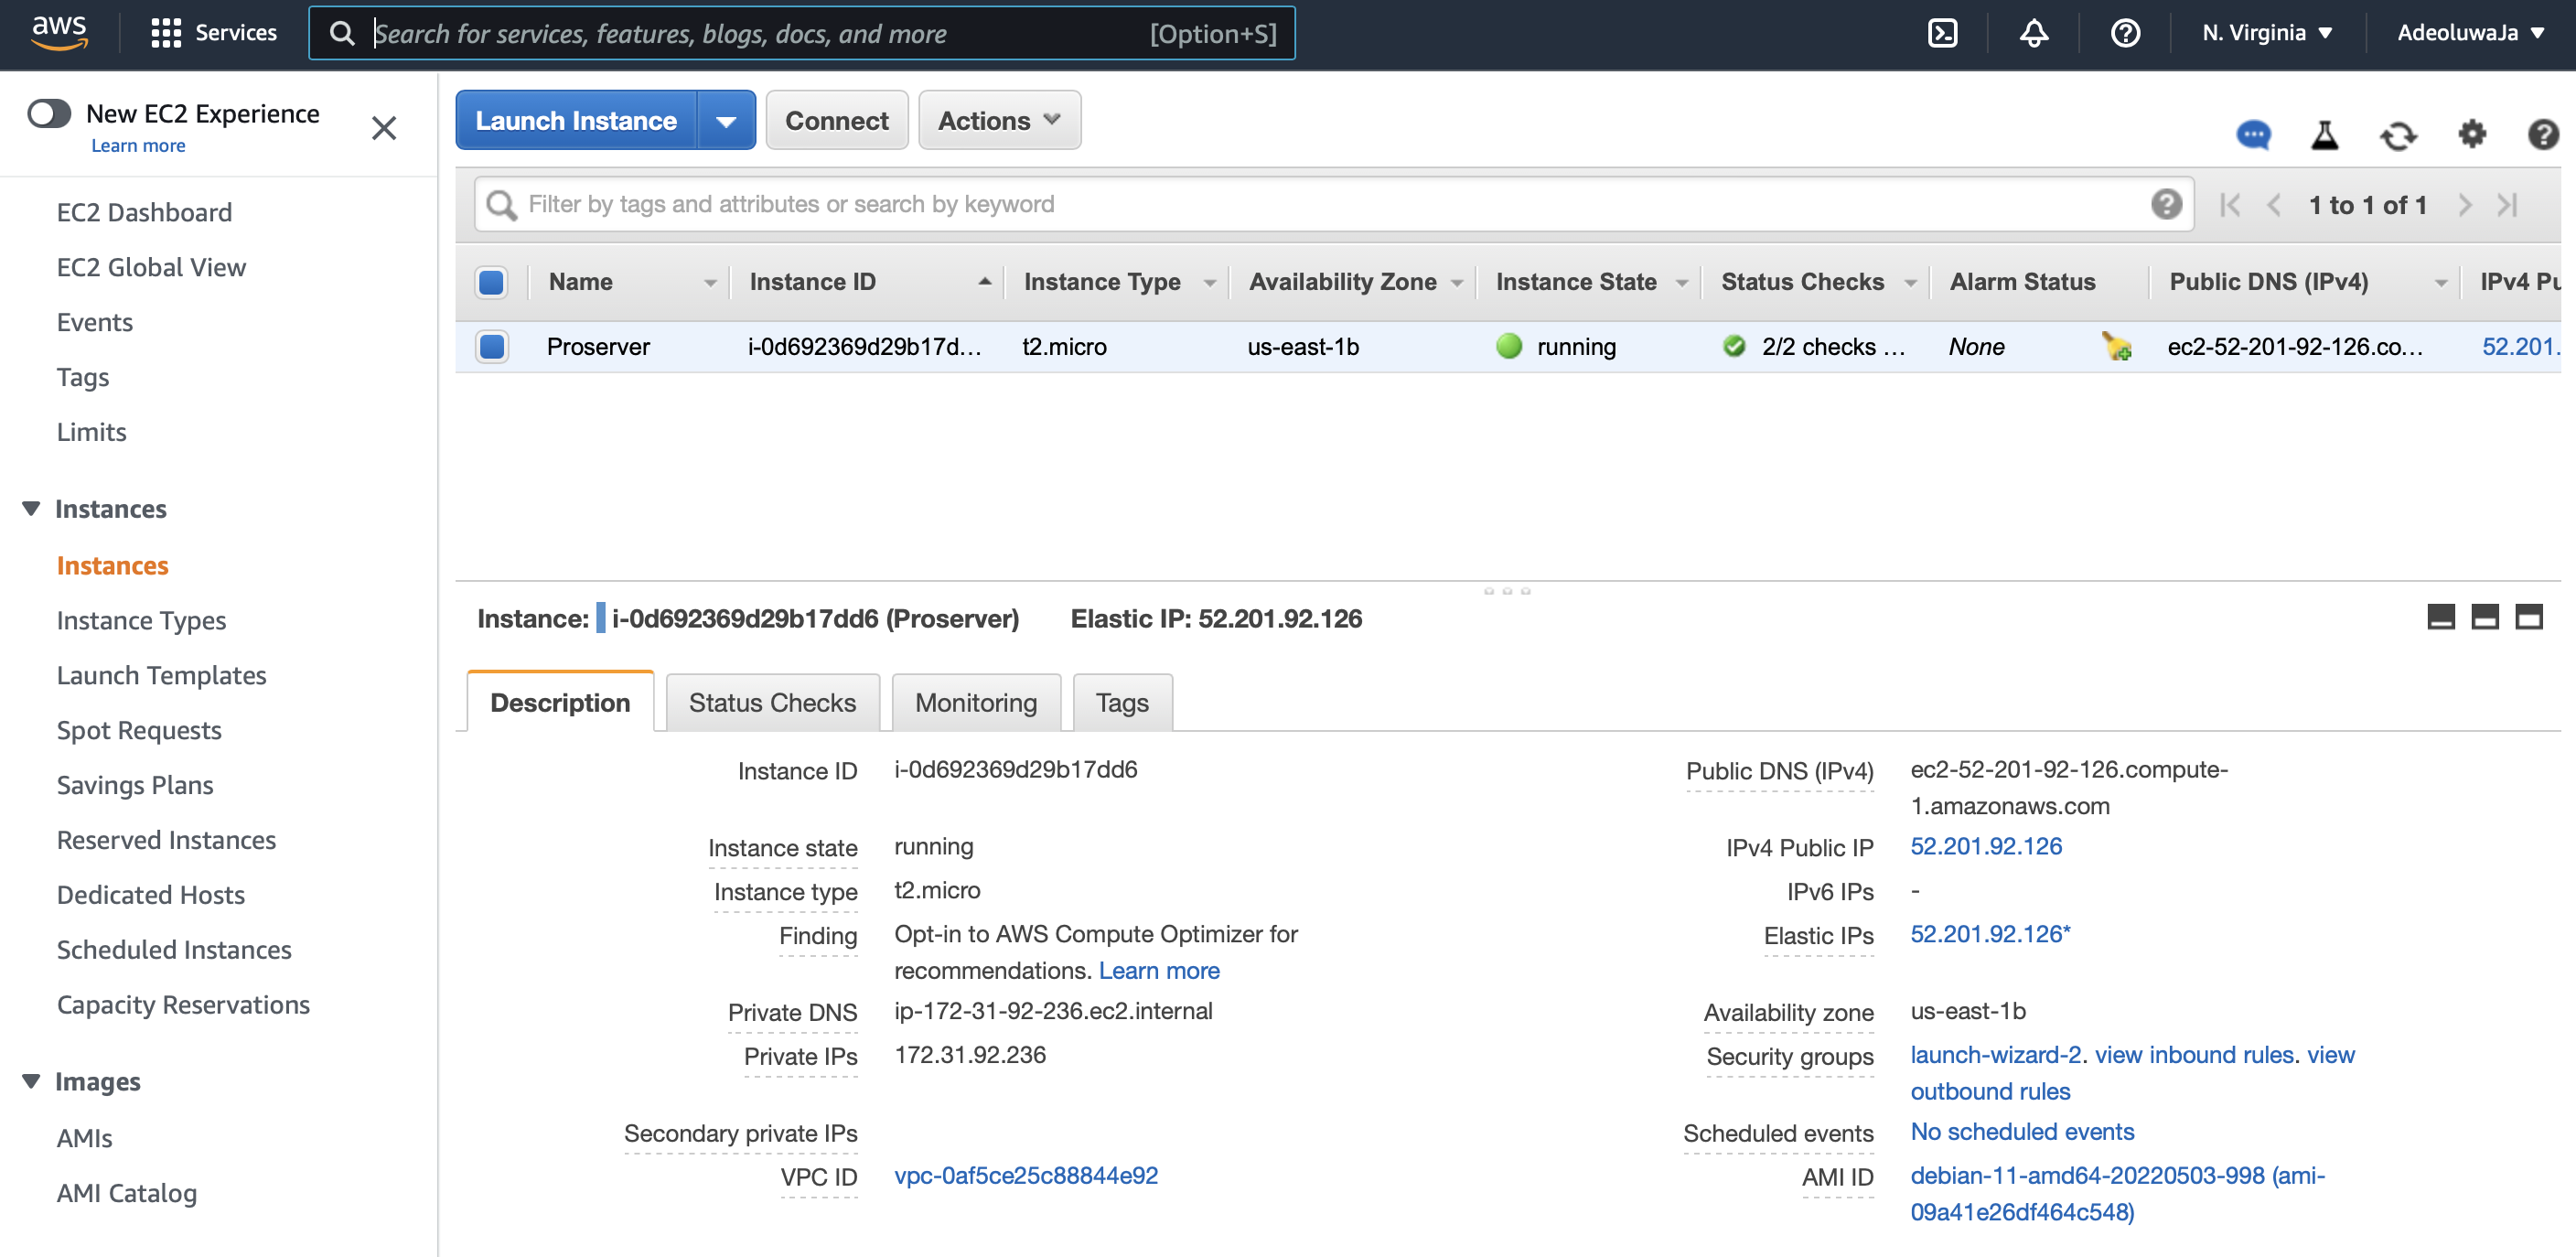 aws
Services
Search for services, features, blogs, docs, and more
[Option+S]
N. Virginia
AdeoluwaJa
New EC2 Experience
Learn more
EC2 Dashboard
EC2 Global View
Events
Tags
Limits
Instances
Instances
Instance Types
Launch Templates
Spot Requests
Savings Plans
Reserved Instances
Dedicated Hosts
Scheduled Instances
Capacity Reservations
Images
AMIs
AMI Catalog
Launch Instance
Connect
Actions
Filter by tags and attributes or search by keyword
1 to 1 of 1
Name Instance ID Instance Type Availability Zone Instance State Status Checks Alarm Status Public DNS (IPv4) IPv4 Pu
Proserver i-0d692369d29b17d... t2.micro us-east-1b running 2/2 checks ... None ec2-52-201-92-126.co... 52.201.
Instance: i-0d692369d29b17dd6 (Proserver) Elastic IP: 52.201.92.126
Description Status Checks Monitoring Tags
Instance ID i-0d692369d29b17dd6
Instance state running
Instance type t2.micro
Finding Opt-in to AWS Compute Optimizer for
recommendations. Learn more
Private DNS ip-172-31-92-236.ec2.internal
Private IPs 172.31.92.236
Secondary private IPs
VPC ID vpc-0af5ce25c88844e92
Public DNS (IPv4) ec2-52-201-92-126.compute-
1.amazonaws.com
IPv4 Public IP 52.201.92.126
IPv6 IPs -
Elastic IPs 52.201.92.126*
Availability zone us-east-1b
Security groups launch-wizard-2. view inbound rules. view
outbound rules
Scheduled events No scheduled events
AMI ID debian-11-amd64-20220503-998 (ami-
09a41e26df464c548)